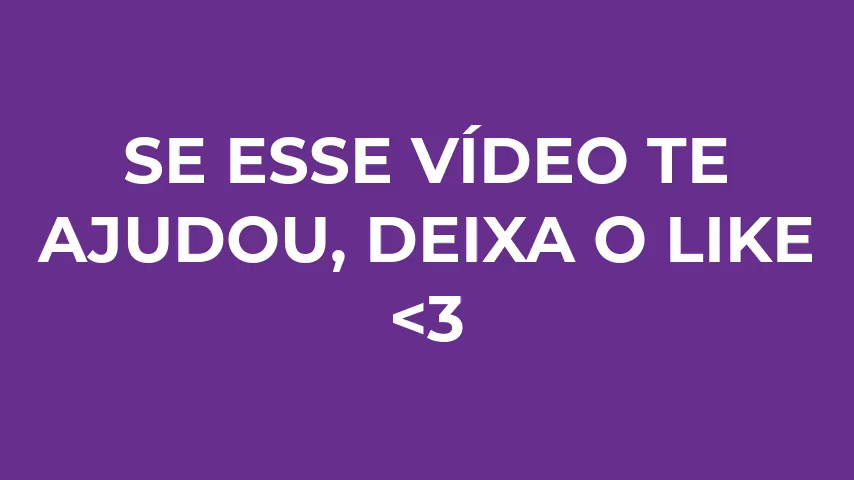 SE ESSE VÍDEO TE
AJUDOU, DEIXA O LIKE
<3